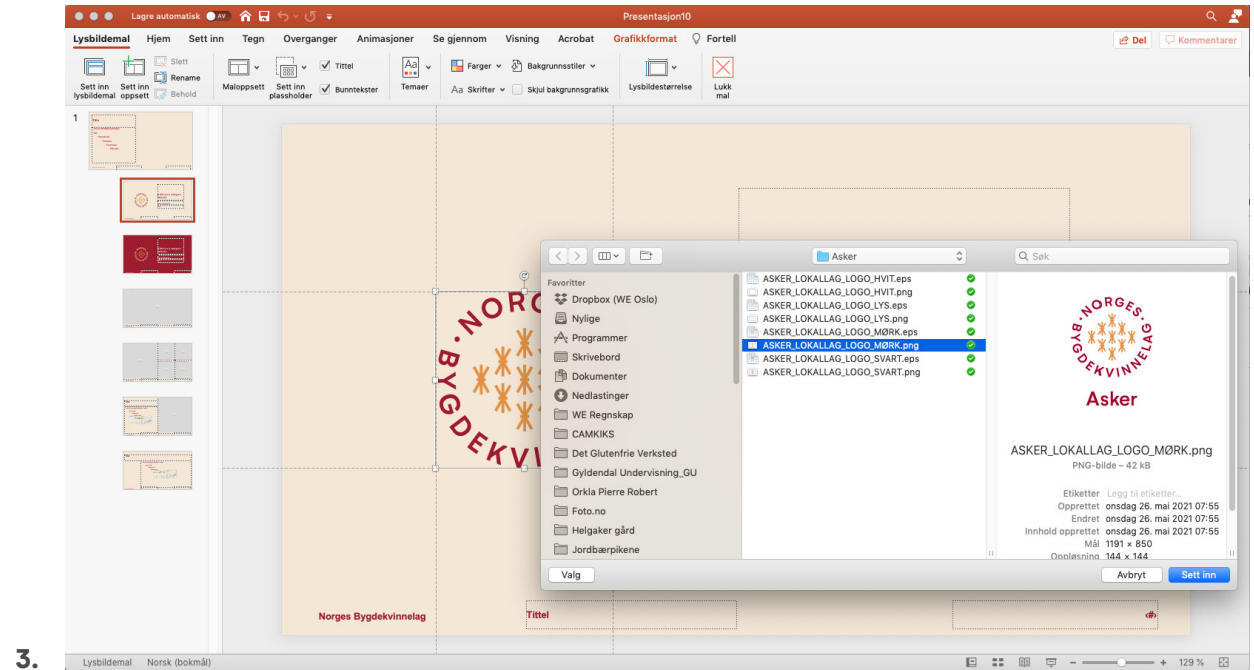 Lagre automatisk AV Presentasjon10
Lysbildemal Hjem Sett inn Tegn Overganger Animasjoner Se gjennom Visning Acrobat Grafikkformat Fortell Del Kommentarer
Sett inn lysbildemal
Sett inn oppsett
Slett
Rename
Behold
Maloppsett
Sett inn plassholder
Tittel
Bunntekster
Aa
Temaer
Farger
Aa Skrifter
Bakgrunnsstiler
Skjul bakgrunnsgrafikk
Lysbildestørrelse
Lukk mal
1
Asker
Søk
Favoritter
Dropbox (WE Oslo)
Nylige
Programmer
Skrivebord
Dokumenter
Nedlastinger
WE Regnskap
CAMKIKS
Det Glutenfrie Verksted
Gyldendal Undervisning_GU
Orkla Pierre Robert
Foto.no
Helgaker gård
Jordbærpikene
ASKER_LOKALLAG_LOGO_HVIT.eps
ASKER_LOKALLAG_LOGO_HVIT.png
ASKER_LOKALLAG_LOGO_LYS.eps
ASKER_LOKALLAG_LOGO_LYS.png
ASKER_LOKALLAG_LOGO_MØRK.eps
ASKER_LOKALLAG_LOGO_MØRK.png
ASKER_LOKALLAG_LOGO_SVART.eps
ASKER_LOKALLAG_LOGO_SVART.png
NORGES BYGDEKVINNELAG
Asker
ASKER_LOKALLAG_LOGO_MØRK.png
PNG-bilde – 42 kB
Etiketter Legg til etiketter...
Opprettet onsdag 26. mai 2021 07:55
Endret onsdag 26. mai 2021 07:55
Innhold opprettet onsdag 26. mai 2021 07:55
Mål 1191 × 850
Oppløsning 144 × 144
Valg
Avbryt
Sett inn
Norges Bygdekvinnelag
Tittel
‹#›
3.
Lysbildemal Norsk (bokmål) 129 %